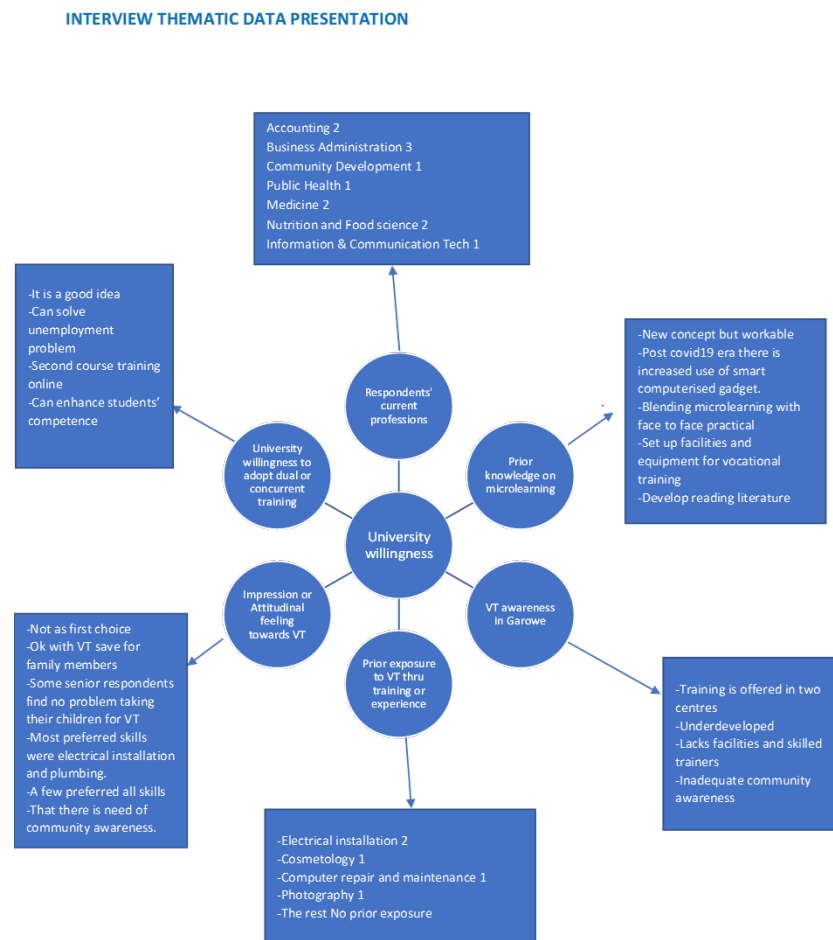 INTERVIEW THEMATIC DATA PRESENTATION
Accounting 2
Business Administration 3
Community Development 1
Public Health 1
Medicine 2
Nutrition and Food science 2
Information & Communication Tech 1
-It is a good idea
-Can solve
unemployment
problem
-Second course training
online
-Can enhance students’
competence
Respondents'
current
professions
-New concept but workable
-Post covid19 era there is
increased use of smart
computerised gadget.
-Blending microlearning with
face to face practical
-Set up facilities and
equipment for vocational
training
-Develop reading literature
University
willingness to
adopt dual or
concurrent
training
Prior
knowledge on
microlearning
University
willingness
Impression or
Attitudinal
feeling
towards VT
VT awareness
in Garowe
-Not as first choice
-Ok with VT save for
family members
-Some senior respondents
find no problem taking
their children for VT
-Most preferred skills
were electrical installation
and plumbing.
-A few preferred all skills
-That there is need of
community awareness.
Prior exposure
to VT thru
training or
experience
-Training is offered in two
centres
-Underdeveloped
-Lacks facilities and skilled
trainers
-Inadequate community
awareness
-Electrical installation 2
-Cosmetology 1
-Computer repair and maintenance 1
-Photography 1
-The rest No prior exposure